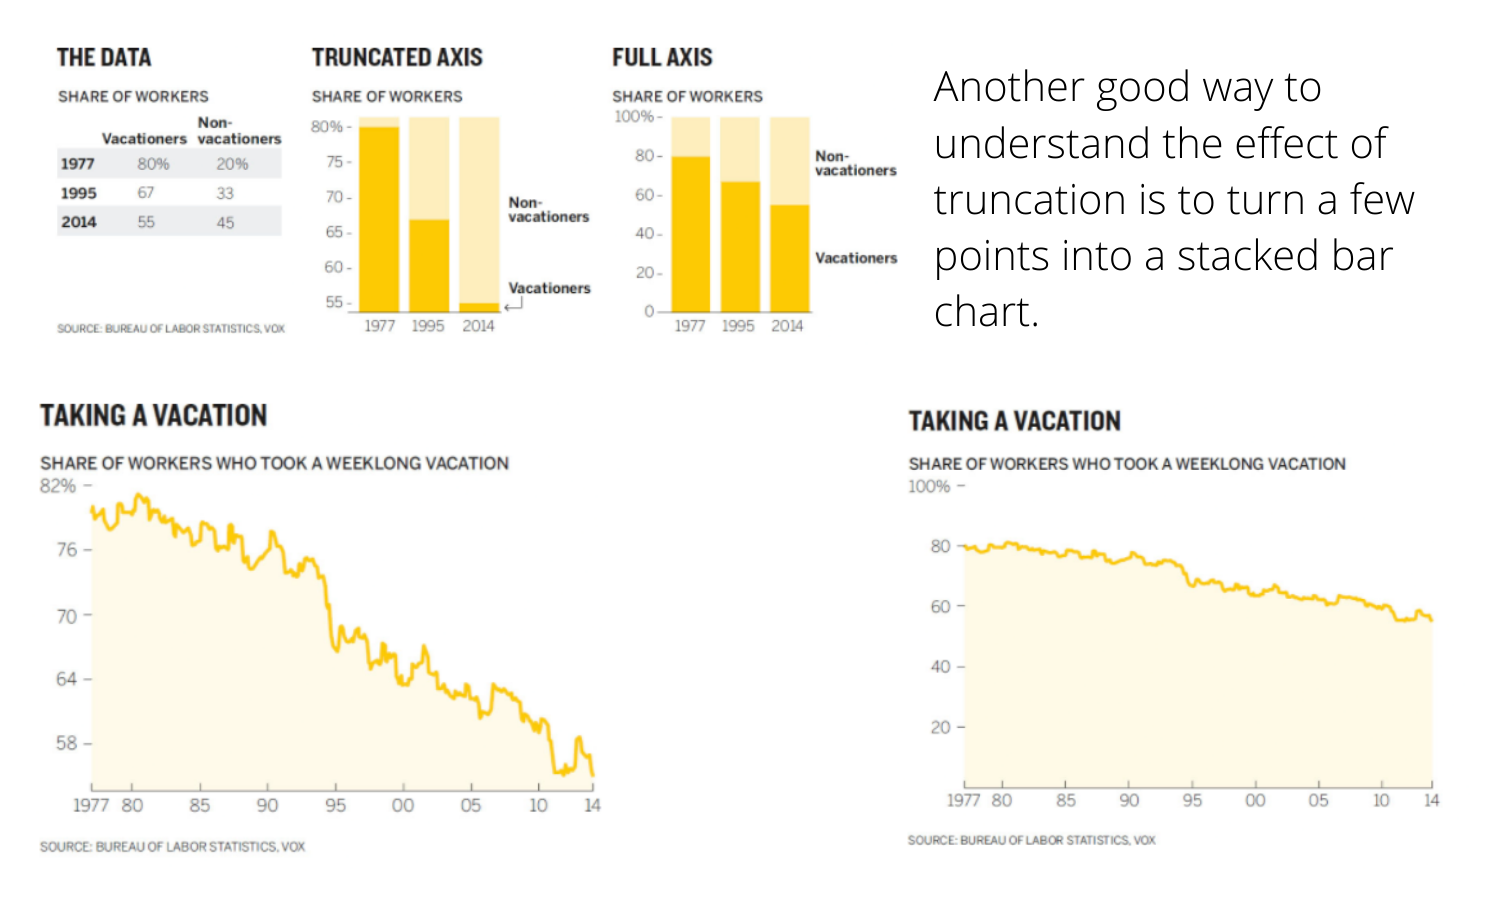 THE DATA
SHARE OF WORKERS
Non-
Vacationers vacationers
1977 80% 20%
1995 67 33
2014 55 45
SOURCE: BUREAU OF LABOR STATISTICS, VOX
TRUNCATED AXIS
SHARE OF WORKERS
80%
75
70
65
60
55
Non-
vacationers
Vacationers
1977 1995 2014
FULL AXIS
SHARE OF WORKERS
100%
80
60
40
20
0
Non-
vacationers
Vacationers
1977 1995 2014
Another good way to
understand the effect of
truncation is to turn a few
points into a stacked bar
chart.
TAKING A VACATION
SHARE OF WORKERS WHO TOOK A WEEKLONG VACATION
82%
76
70
64
58
1977 80 85 90 95 00 05 10 14
SOURCE: BUREAU OF LABOR STATISTICS, VOX
TAKING A VACATION
SHARE OF WORKERS WHO TOOK A WEEKLONG VACATION
100%
80
60
40
20
1977 80 85 90 95 00 05 10 14
SOURCE: BUREAU OF LABOR STATISTICS, VOX